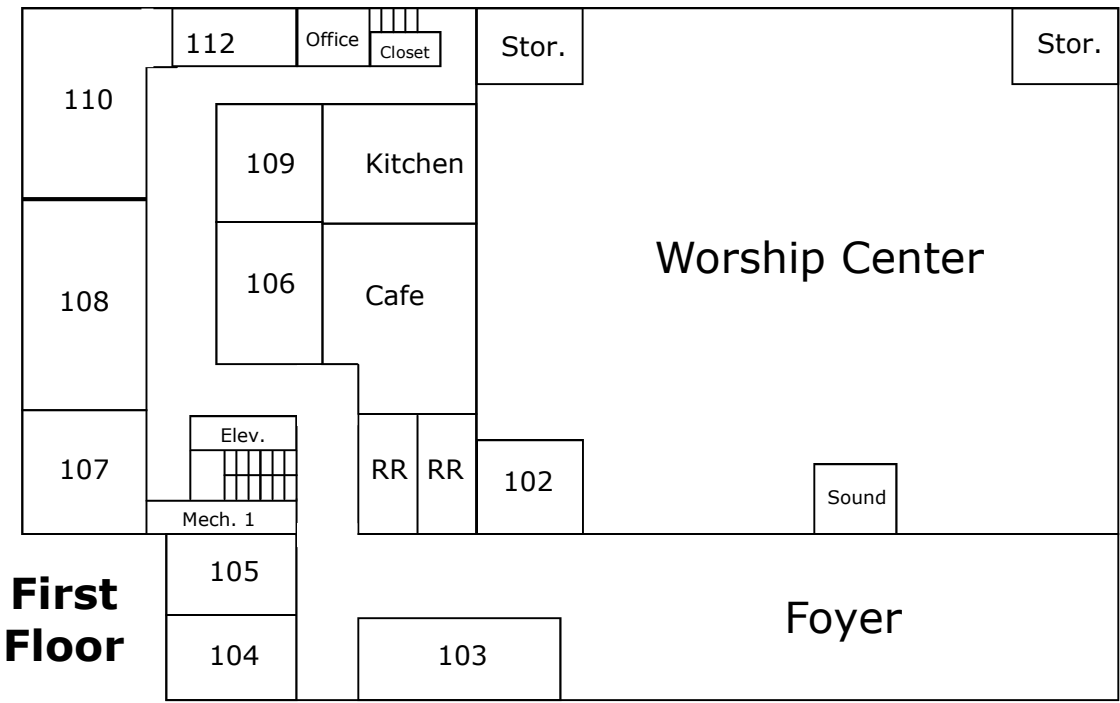 112
Office
Closet
Stor.
Stor.
110
109
Kitchen
Worship Center
108
106
Cafe
Elev.
107
RR
RR
102
Sound
Mech. 1
105
First
Floor
Foyer
104
103